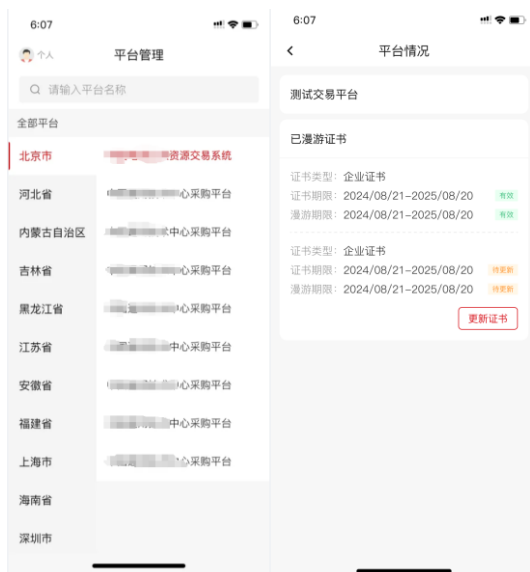 6:07
个人
平台管理
请输入平台名称
全部平台
北京市
资源交易系统
河北省
心采购平台
内蒙古自治区
中心采购平台
吉林省
心采购平台
黑龙江省
心采购平台
江苏省
中心采购平台
安徽省
心采购平台
福建省
中心采购平台
上海市
心采购平台
海南省
深圳市
6:07
平台情况
测试交易平台
已漫游证书
证书类型：企业证书
证书期限：2024/08/21-2025/08/20 有效
漫游期限：2024/08/21-2025/08/20 有效
证书类型：企业证书
证书期限：2024/08/21-2025/08/20 待更新
漫游期限：2024/08/21-2025/08/20 待更新
更新证书